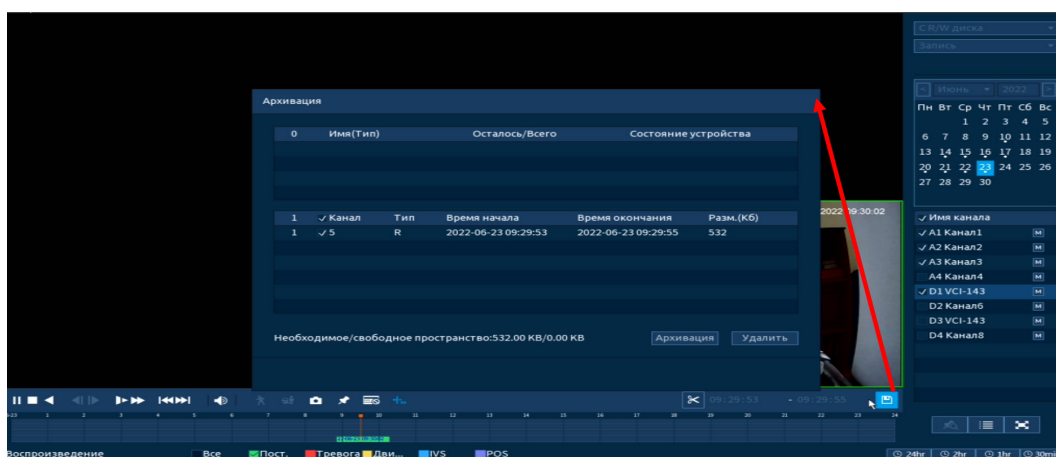 С R/W диска
Запись
Июнь 2022
Пн Вт Ср Чт Пт Сб Вс
1 2 3 4 5
6 7 8 9 10 11 12
13 14 15 16 17 18 19
20 21 22 23 24 25 26
27 28 29 30
Архивация
0 Имя(Тип) Осталось/Всего Состояние устройства
1 Канал Тип Время начала Время окончания Разм.(Кб)
1 5 R 2022-06-23 09:29:53 2022-06-23 09:29:55 532
Необходимое/свободное пространство:532.00 KB/0.00 KB
Архивация Удалить
2022 09:30:02
Имя канала
A1 Канал1 M
A2 Канал2 M
A3 Канал3 M
A4 Канал4 M
D1 VCI-143 M
D2 Канал6 M
D3 VCI-143 M
D4 Канал8 M
09:29:53 - 09:29:55
1 2 3 4 5 6 7 8 9 10 11 12 13 14 15 16 17 18 19 20 21 22 23 24
Воспроизведение Все Пост. Тревога Дви... IVS POS
24hr 2hr 1hr 30mi